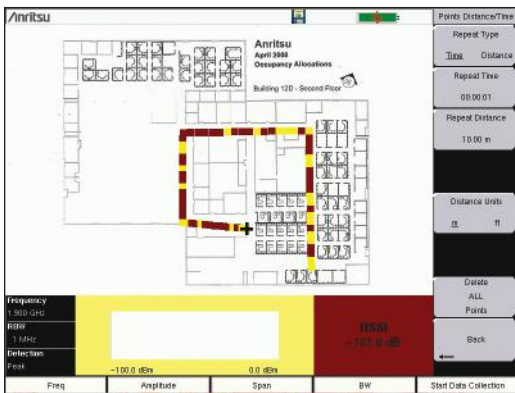 Anritsu
Points Distance/Time
Repeat Type
Time Distance
Repeat Time
00:00:01
Repeat Distance
10.00 m
Distance Units
m ft
Delete
ALL
Points
Back
Anritsu
April 2008
Occupancy Allocations
Building 12D - Second Floor
Frequency
1.900 GHz
RBW
1 MHz
Detection
Peak
-100.0 dBm 0.0 dBm
RSSI
Freq Amplitude Span BW Start Data Collection